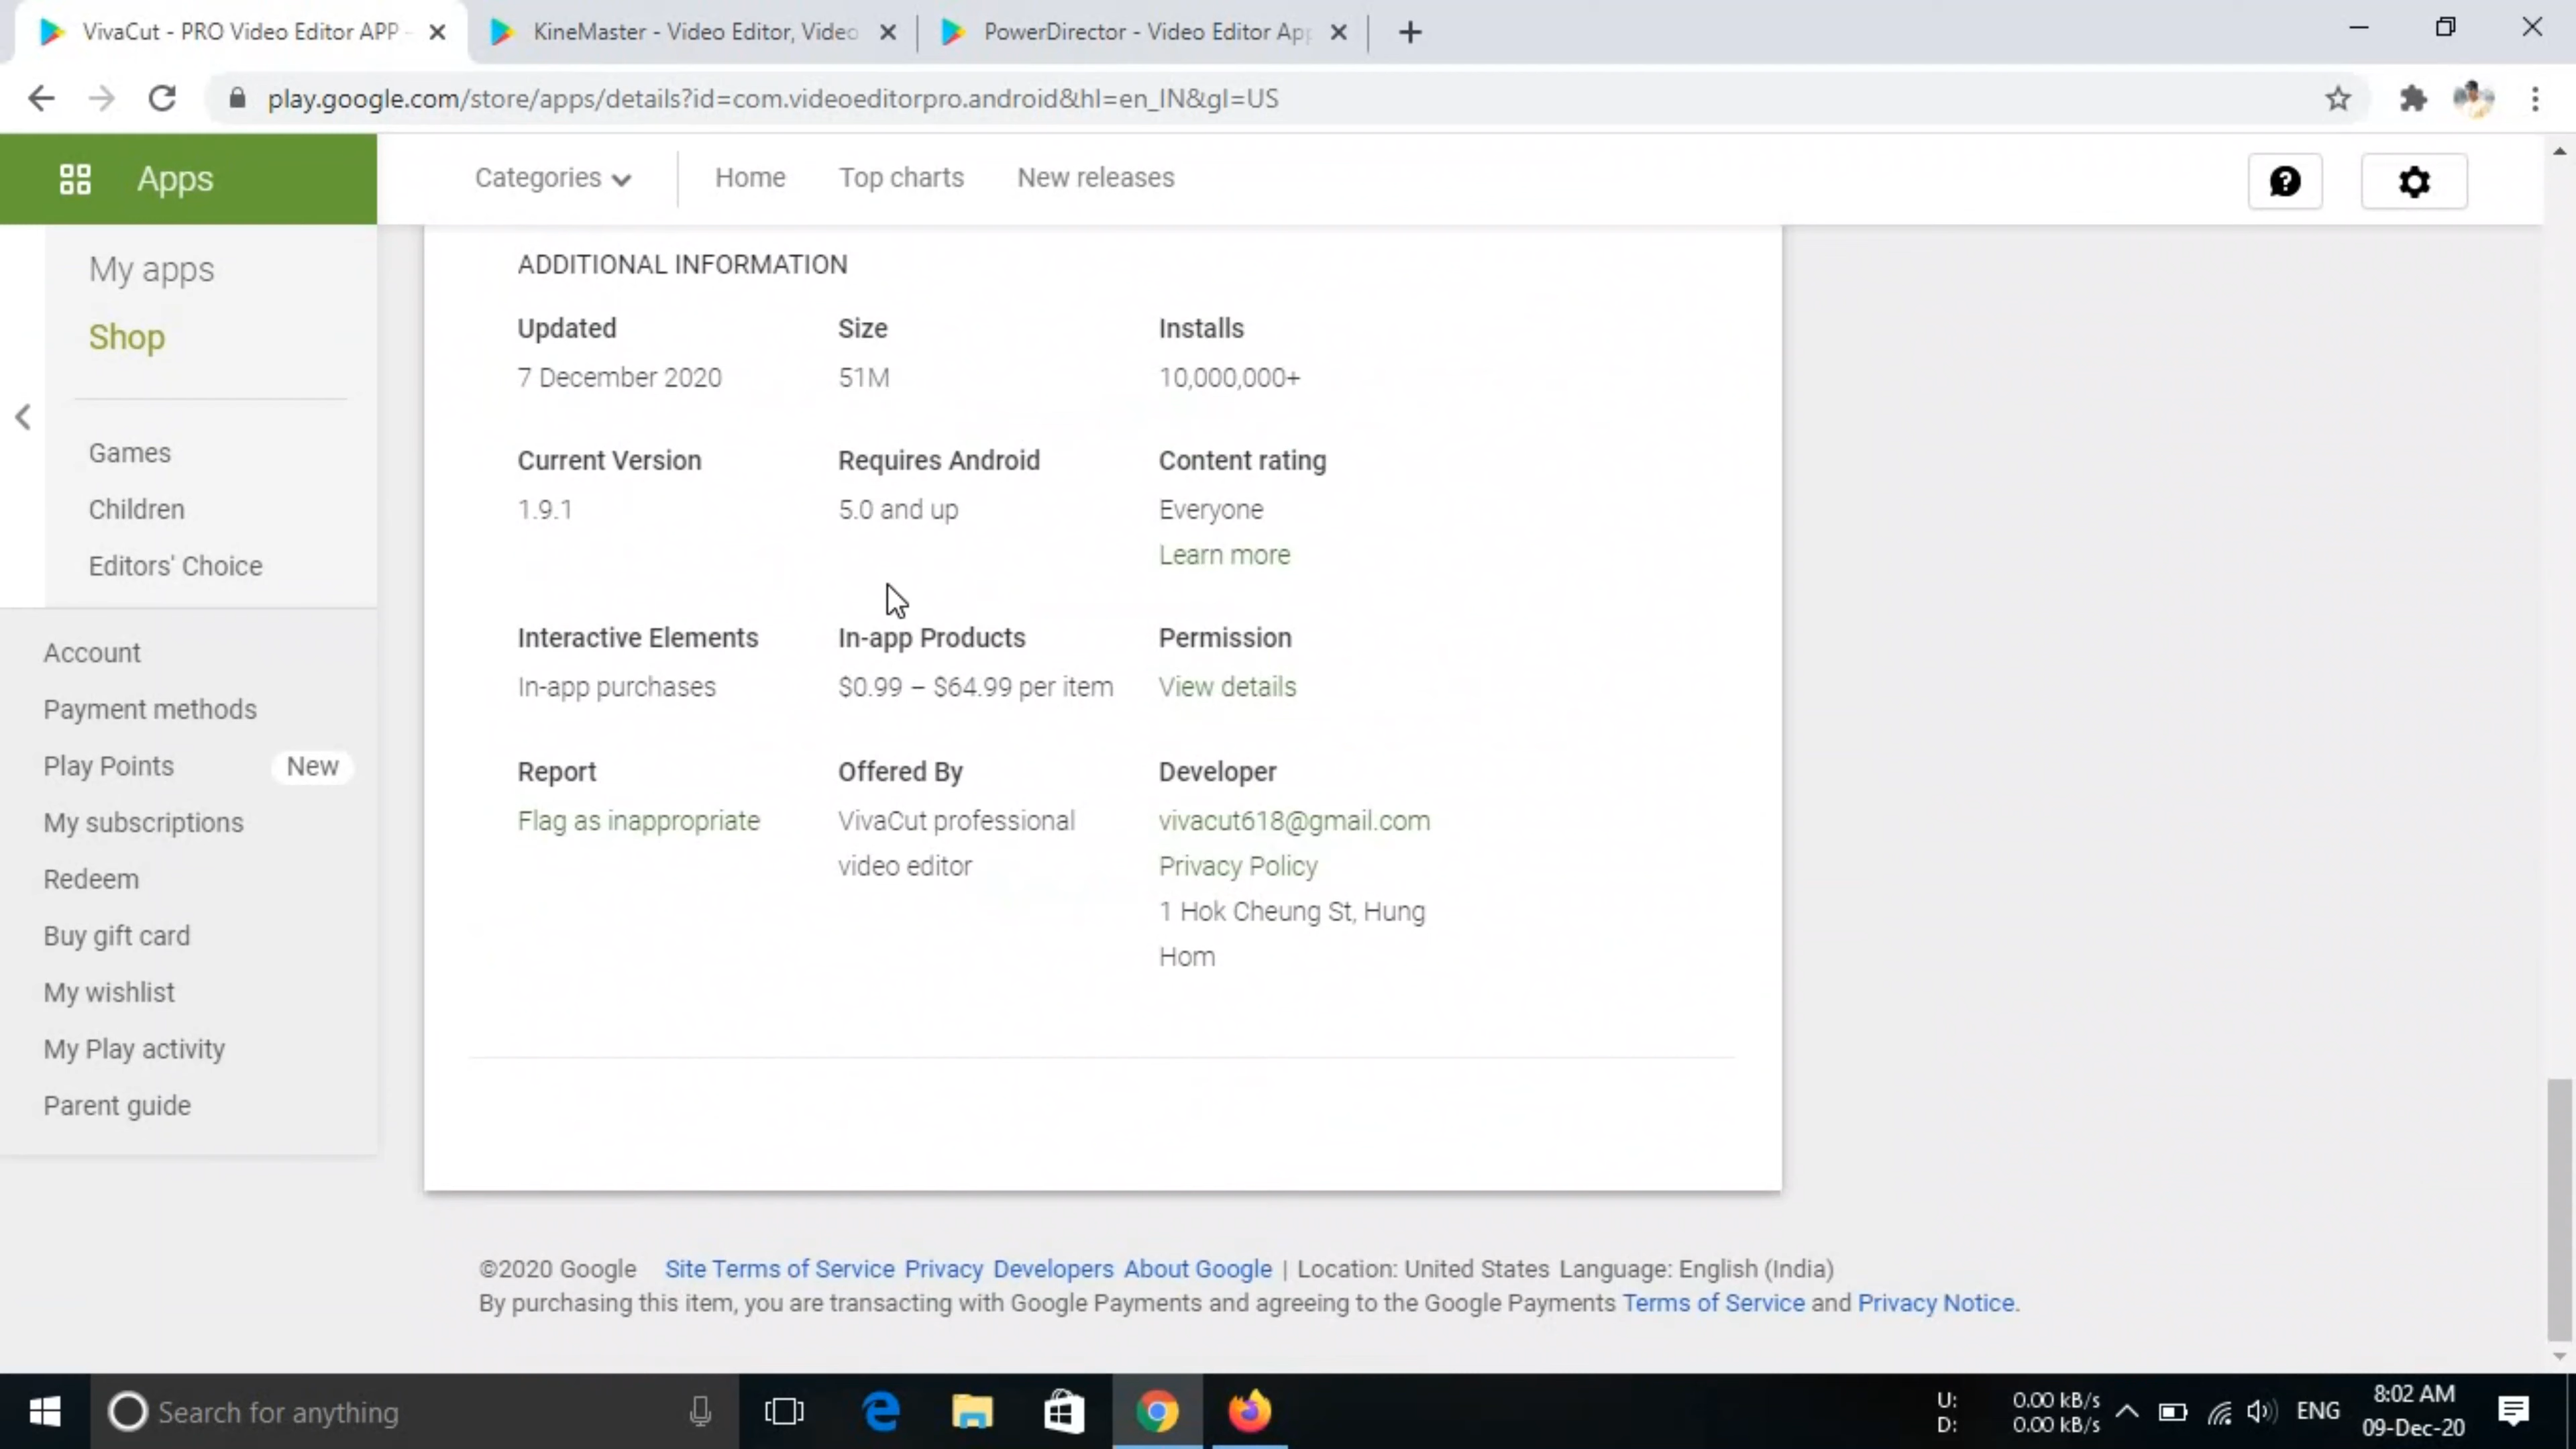 VivaCut - PRO Video Editor APP -
KineMaster - Video Editor, Video
PowerDirector - Video Editor App
play.google.com/store/apps/details?id=com.videoeditorpro.android&hl=en_IN&gl=US
Apps
Categories
Home
Top charts
New releases
My apps
Shop
Games
Children
Editors' Choice
Account
Payment methods
Play Points
New
My subscriptions
Redeem
Buy gift card
My wishlist
My Play activity
Parent guide
ADDITIONAL INFORMATION
Updated
7 December 2020
Size
51M
Installs
10,000,000+
Current Version
1.9.1
Requires Android
5.0 and up
Content rating
Everyone
Learn more
Interactive Elements
In-app purchases
In-app Products
$0.99 – $64.99 per item
Permission
View details
Report
Flag as inappropriate
Offered By
VivaCut professional
video editor
Developer
vivacut618@gmail.com
Privacy Policy
1 Hok Cheung St, Hung
Hom
©2020 Google Site Terms of Service Privacy Developers About Google | Location: United States Language: English (India)
By purchasing this item, you are transacting with Google Payments and agreeing to the Google Payments Terms of Service and Privacy Notice.
Search for anything
U: 0.00 kB/s
D: 0.00 kB/s
ENG
8:02 AM
09-Dec-20